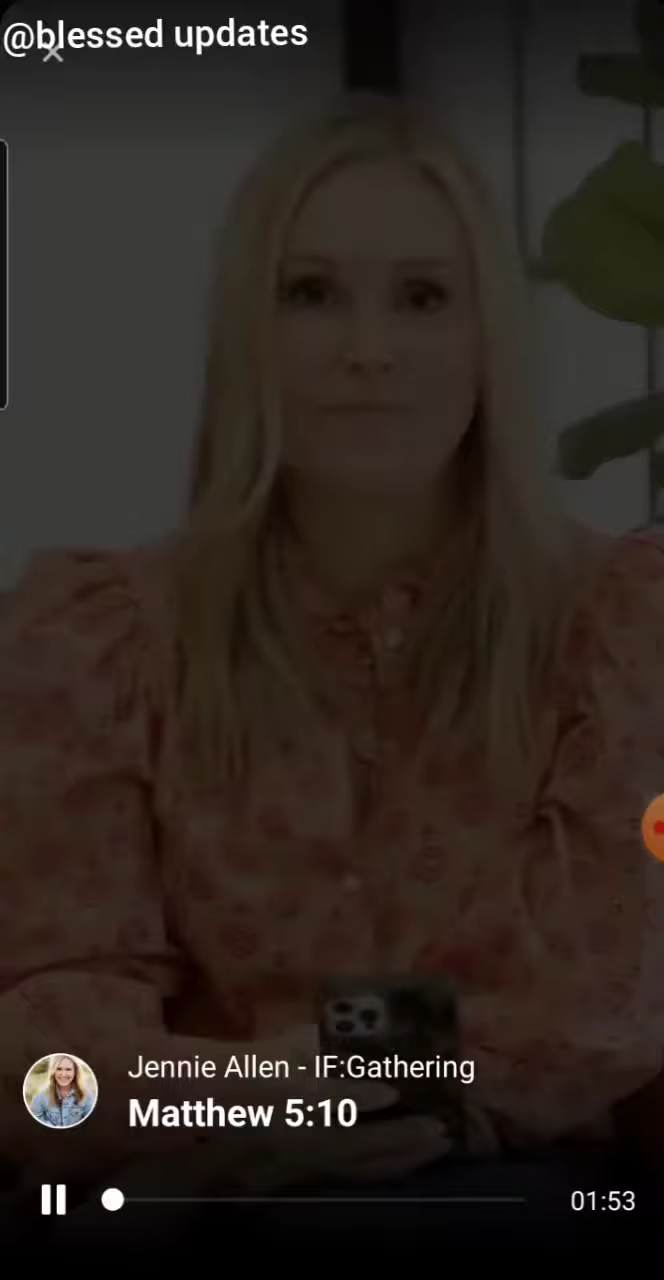 @blessed updates
Jennie Allen - IF:Gathering
Matthew 5:10
01:53